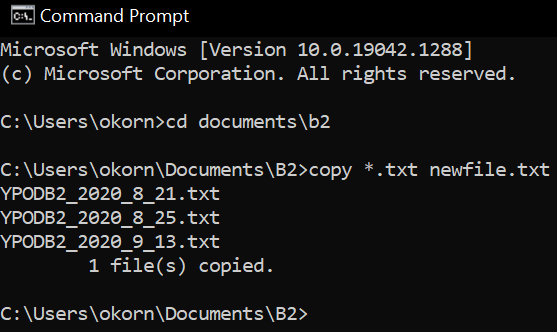 C:\. Command Prompt
Microsoft Windows [Version 10.0.19042.1288]
(c) Microsoft Corporation. All rights reserved.
C:\Users\okorn>cd documents\b2
C:\Users\okorn\Documents\B2>copy *.txt newfile.txt
YPODB2_2020_8_21.txt
YPODB2_2020_8_25.txt
YPODB2_2020_9_13.txt
        1 file(s) copied.
C:\Users\okorn\Documents\B2>